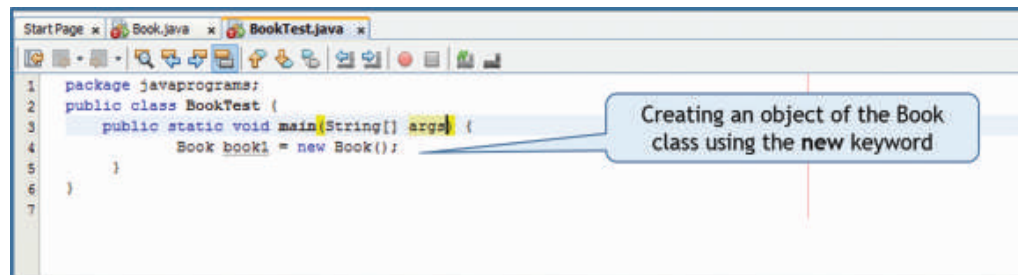 Start Page x Book.java x BookTest.java x
1 package javaprograms;
2 public class BookTest {
3 public static void main(String[] args) {
4 Book book1 = new Book();
5 }
6 }
7
Creating an object of the Book
class using the new keyword